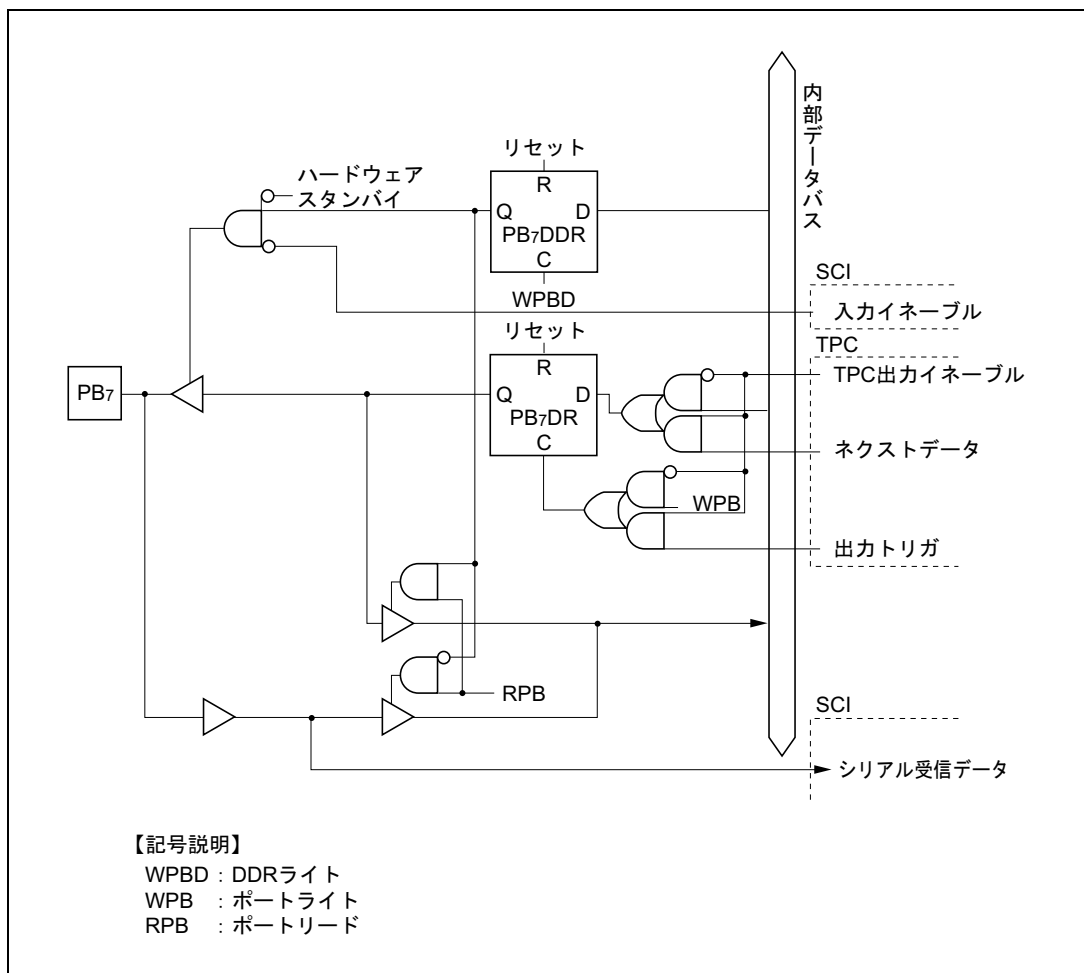 リセット
ハードウェア
スタンバイ
R
Q
D
PB7DDR
C
WPBD
内部データバス
SCI
入力イネーブル
リセット
TPC
TPC出力イネーブル
PB7
R
Q
D
PB7DR
C
ネクストデータ
WPB
出力トリガ
RPB
SCI
シリアル受信データ
【記号説明】
WPBD : DDRライト
WPB : ポートライト
RPB : ポートリード